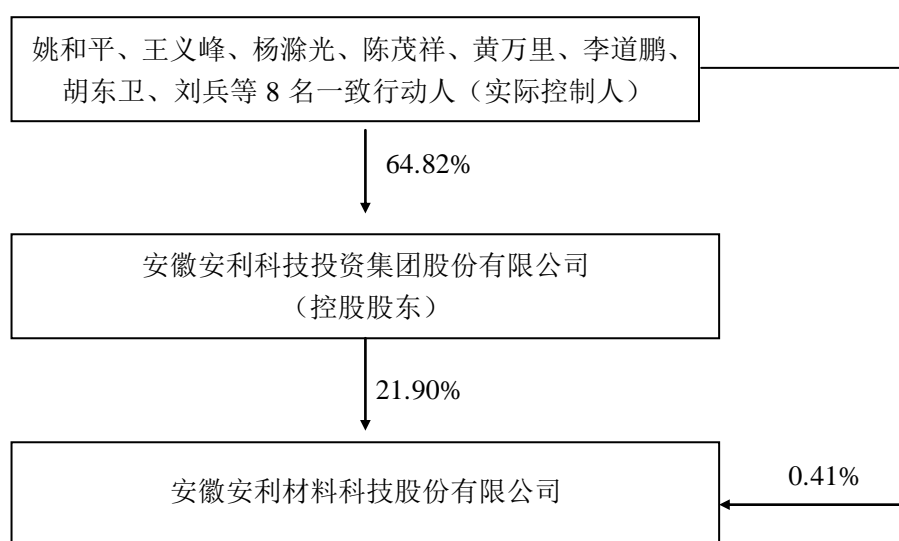 姚和平、王义峰、杨滁光、陈茂祥、黄万里、李道鹏、
胡东卫、刘兵等 8 名一致行动人（实际控制人）
64.82%
安徽安利科技投资集团股份有限公司
（控股股东）
21.90%
安徽安利材料科技股份有限公司
0.41%